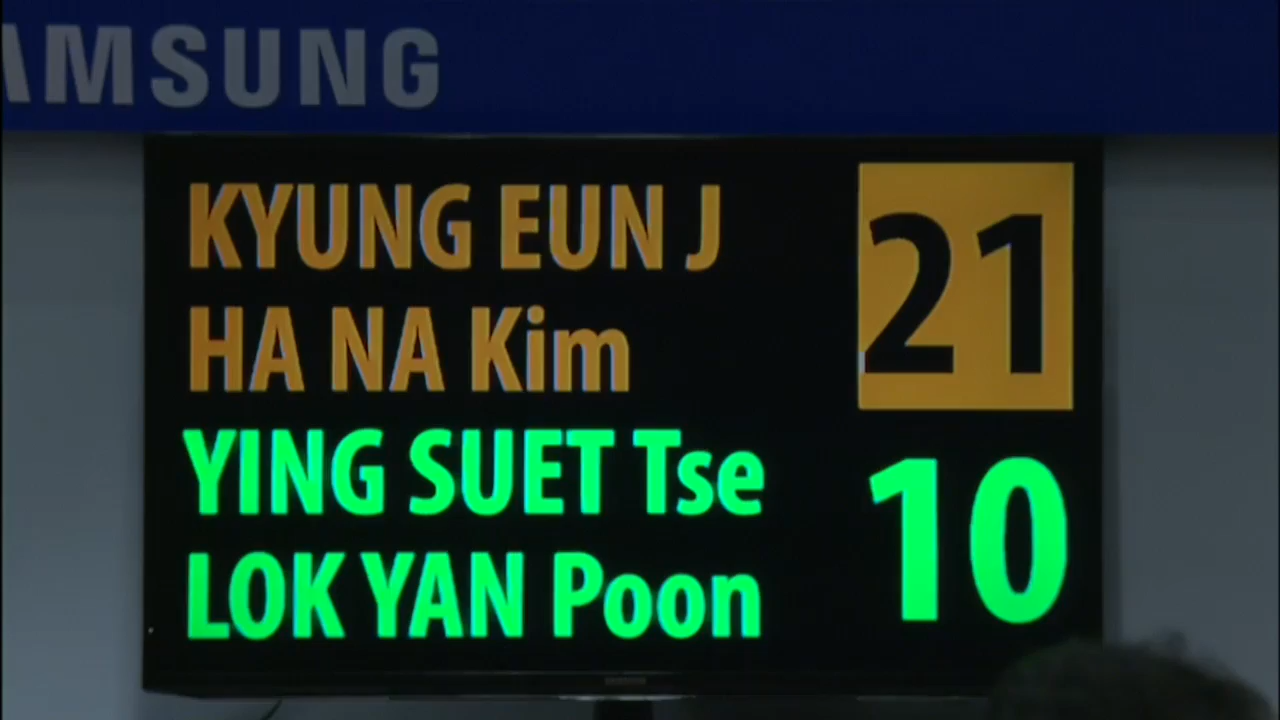 AMSUNG
KYUNG EUN J
21
HA NA Kim
YING SUET Tse
10
LOK YAN Poon